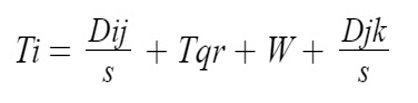 Ti = Dij/s + Tqr + W + Djk/s